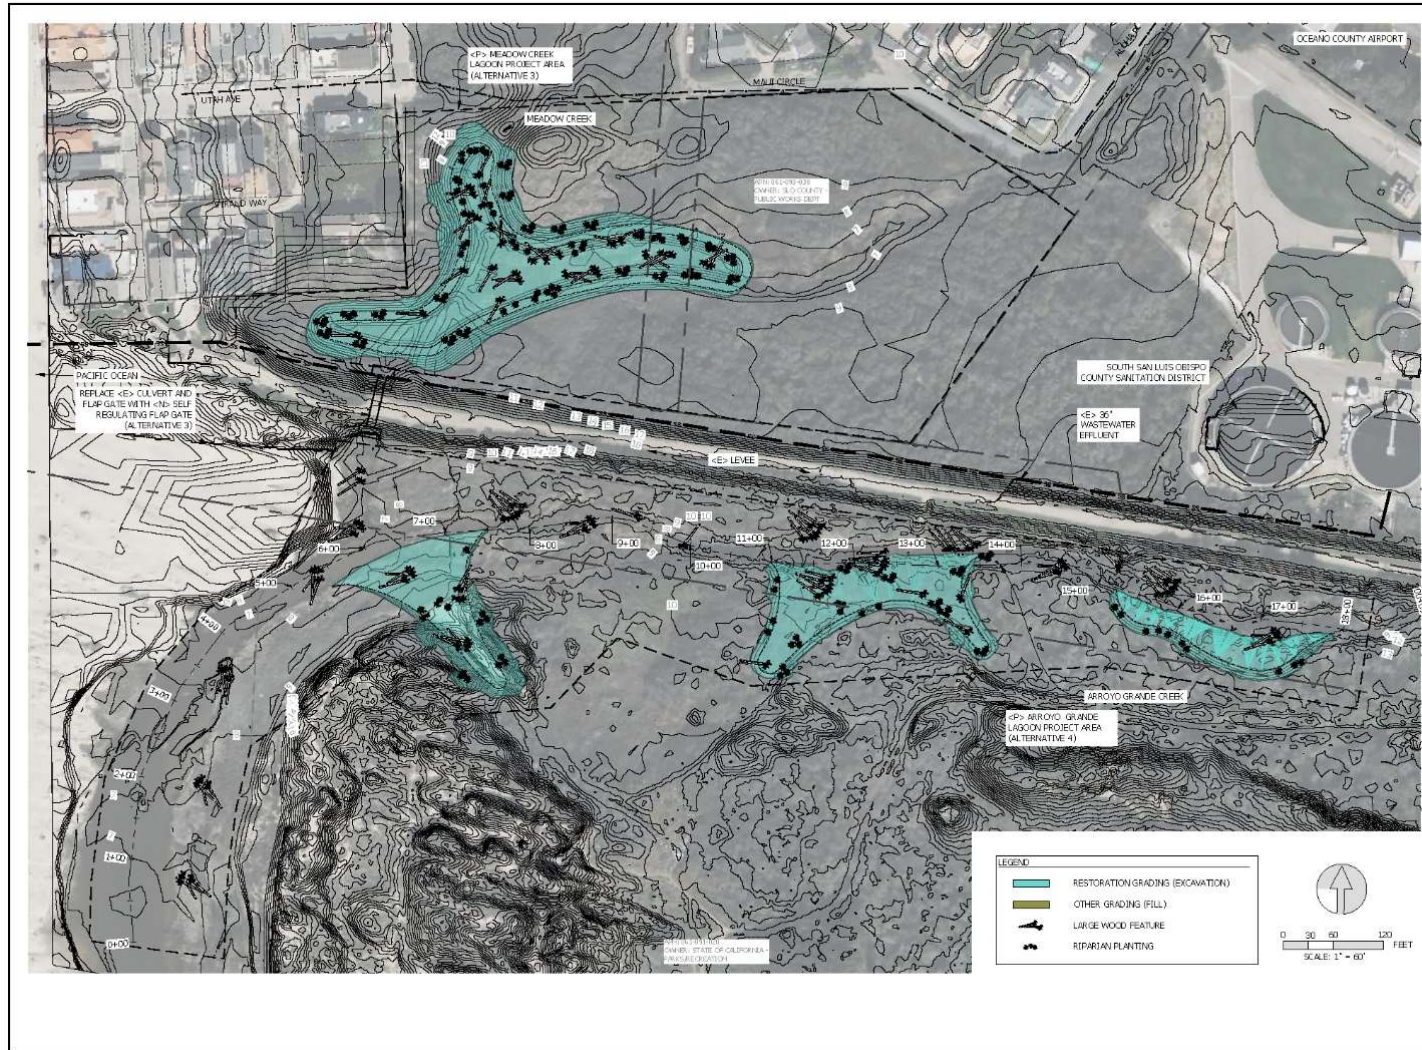 OCEANO COUNTY AIRPORT
<P> MEADOW CREEK
LAGOON PROJECT AREA
(ALTERNATIVE 3)
MAUI CIRCLE
UTAH AVE
MEADOW CREEK
OWNER: SLO COUNTY -
PUBLIC WORKS DEPT
STRAND WAY
PACIFIC OCEAN
REPLACE <E> CULVERT AND
FLAP GATE WITH <N> SELF
REGULATING FLAP GATE
(ALTERNATIVE 3)
SOUTH SAN LUIS OBISPO
COUNTY SANITATION DISTRICT
<E> 36"
WASTEWATER
EFFLUENT
<E> LEVEE
7+00
6+00
8+00
9+00
10+00
11+00
12+00
13+00
14+00
5+00
15+00
16+00
17+00
18+00
4+00
3+00
2+00
1+00
0+00
ARROYO GRANDE CREEK
<P> ARROYO GRANDE
LAGOON PROJECT AREA
(ALTERNATIVE 4)
OWNER: STATE OF CALIFORNIA -
PARKS/RECREATION
LEGEND
RESTORATION GRADING (EXCAVATION)
OTHER GRADING (FILL)
LARGE WOOD FEATURE
RIPARIAN PLANTING
0 30 60 120
FEET
SCALE: 1" = 60'